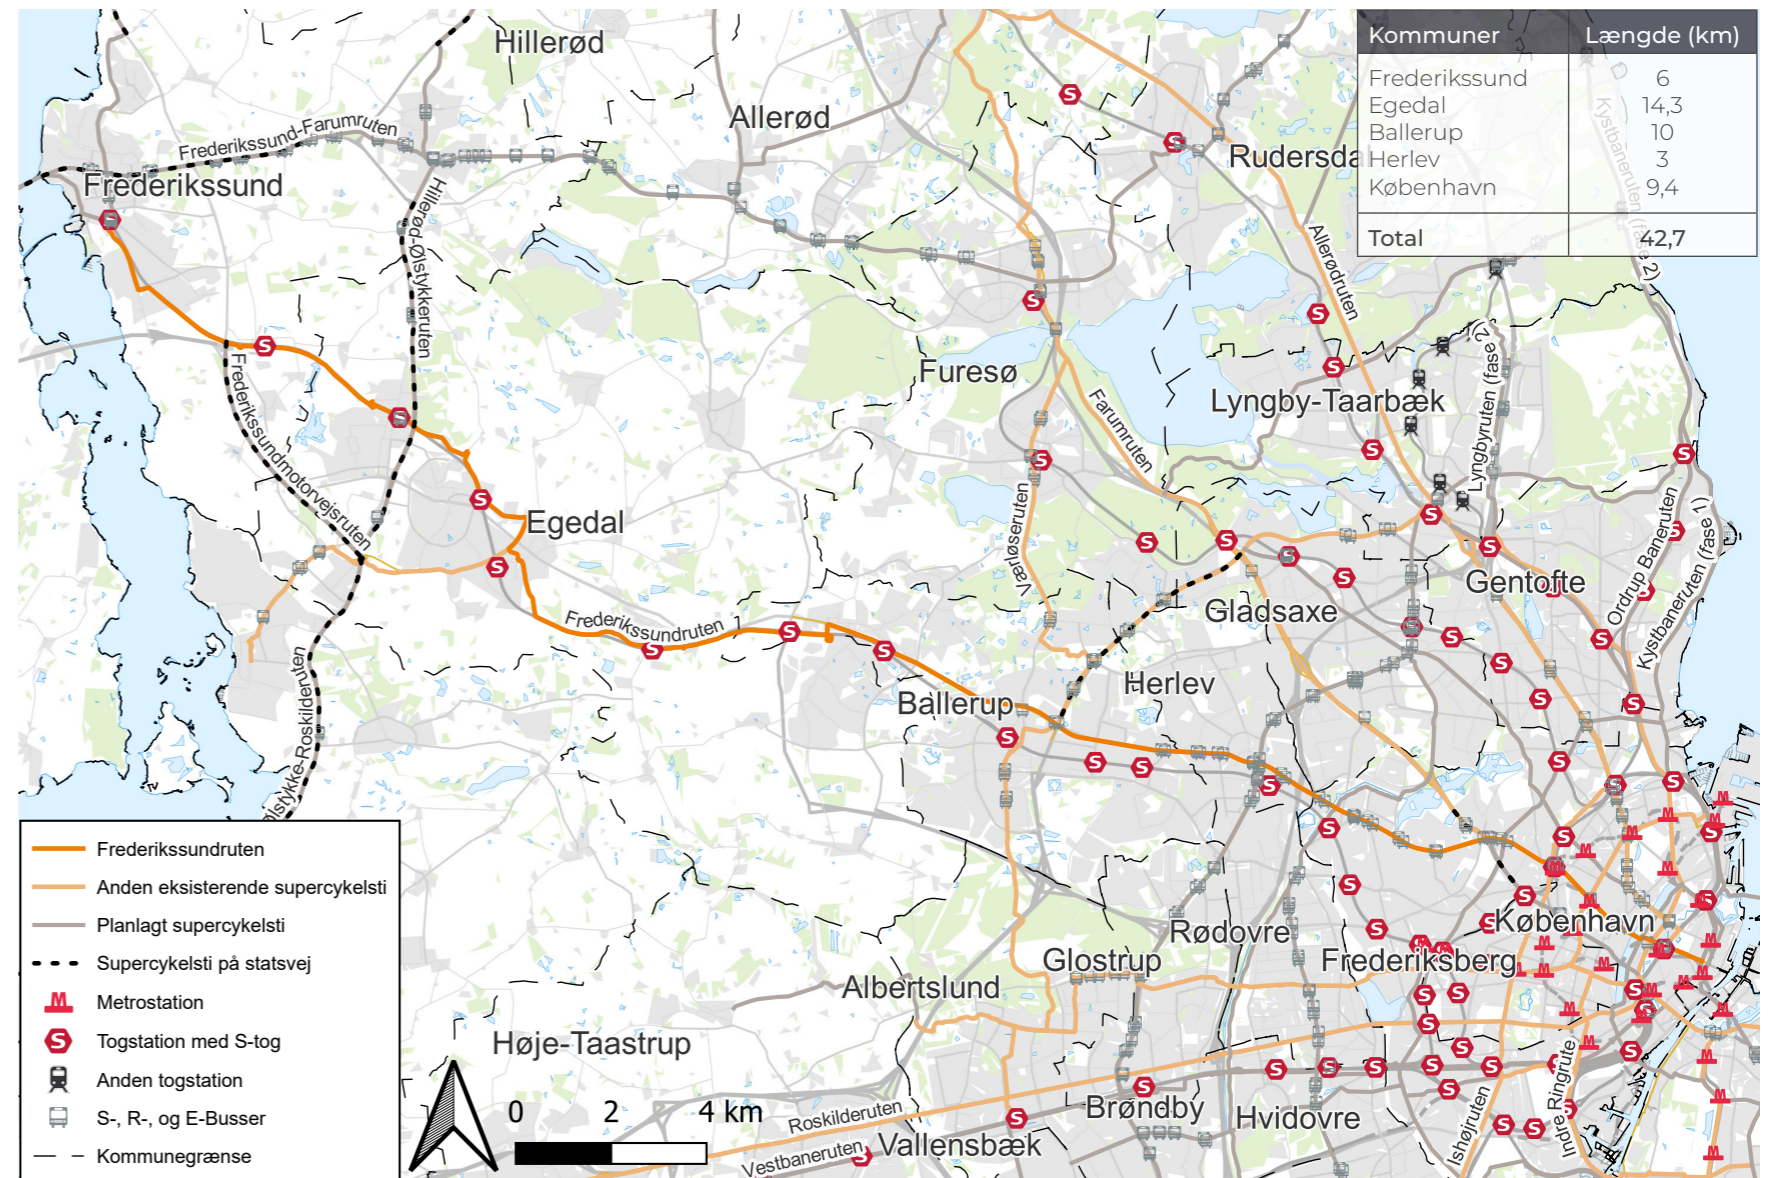 Kommuner Længde (km)
Frederikssund 6
Egedal 14,3
Ballerup 10
Herlev 3
København 9,4
Total 42,7
Hillerød
Allerød
Rudersda
Frederikssund-Farumruten
Frederikssund
Hillerød-Ølstykkeruten
Kystbaneruten (fase 2)
Allerødruten
Furesø
Lyngby-Taarbæk
Lyngbyruten (fase 2)
Farumruten
Frederikssundmotorvejsruten
Egedal
Værløseruten
Gentofte
Gladsaxe
Ordrup Baneruten
Kystbaneruten (fase 1)
Frederikssundruten
Herlev
Ballerup
Ølstykke-Roskilderuten
København
Rødovre
Frederiksberg
Glostrup
Albertslund
Høje-Taastrup
Brøndby
Hvidovre
Vallensbæk
Roskilderuten
Vestbaneruten
Ishøjruten
Indre Ringrute
0 2 4 km
Frederikssundruten
Anden eksisterende supercykelsti
Planlagt supercykelsti
Supercykelsti på statsvej
Metrostation
Togstation med S-tog
Anden togstation
S-, R-, og E-Busser
Kommunegrænse